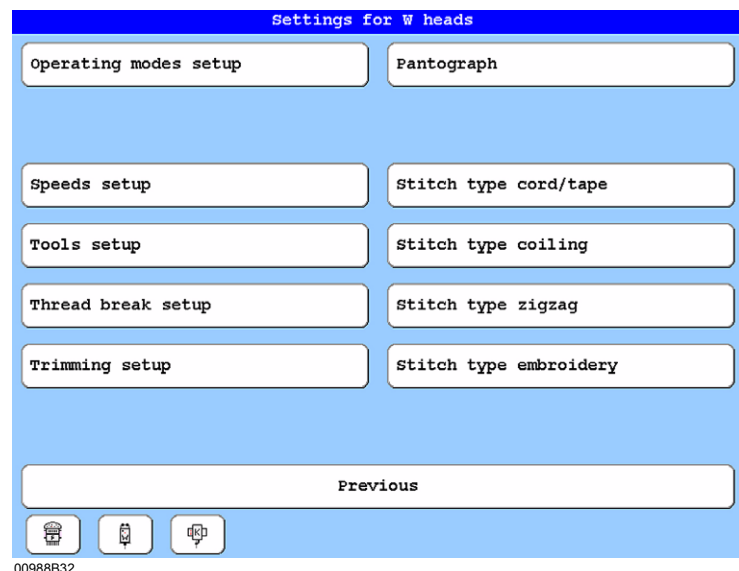 Settings for W heads
Operating modes setup
Pantograph
Speeds setup
Stitch type cord/tape
Tools setup
Stitch type coiling
Thread break setup
Stitch type zigzag
Trimming setup
Stitch type embroidery
Previous
K
00988B32